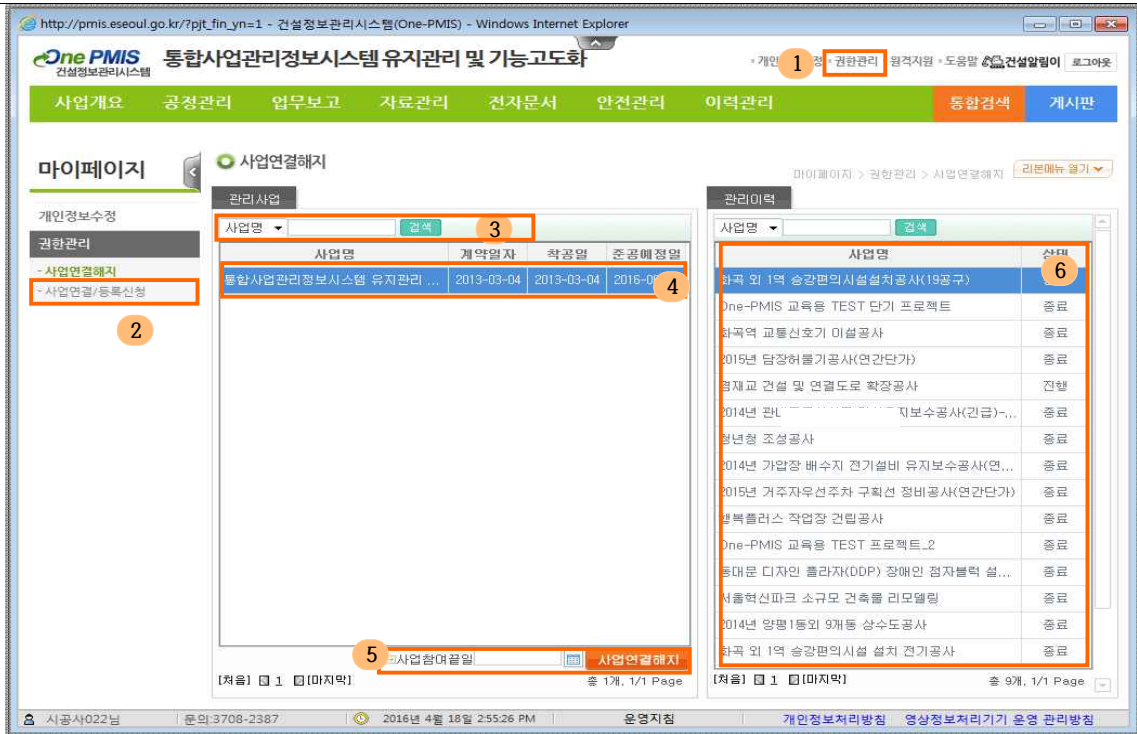 http://pmis.eseoul.go.kr/?pjt_fin_yn=1 - 건설정보관리시스템(One-PMIS) - Windows Internet Explorer
One PMIS
건설정보관리시스템
통합사업관리정보시스템 유지관리 및 기능고도화
1
권한관리
원격지원
도움말
건설알림이
로그아웃
사업개요 공정관리 업무보고 자료관리 전자문서 안전관리 이력관리 통합검색 게시판
마이페이지
개인정보수정
권한관리
- 사업연결해지
- 사업연결/등록신청
2
사업연결해지
마이페이지 > 권한관리 > 사업연결해지
리본메뉴 열기
관리사업
사업명 검색 3
사업명 계약일자 착공일 준공예정일
통합사업관리정보시스템 유지관리 ... 2013-03-04 2013-03-04 4
5 사업참여끝일 사업연결해지
[처음] 1 [마지막] 총 1개, 1/1 Page
관리이력
사업명 검색
사업명 6
화곡 외 1역 승강편의시설설치공사(19공구)
One-PMIS 교육용 TEST 단기 프로젝트 종료
화곡역 교통신호기 이설공사 종료
2015년 담장허물기공사(연간단가) 종료
건설 및 연결도로 확장공사 진행
2014년 지보수공사(긴급)-... 종료
청년청 조성공사 종료
2014년 가압장 배수지 전기설비 유지보수공사(연... 종료
2015년 거주자우선주차 구획선 정비공사(연간단가) 종료
행복플러스 작업장 건립공사 종료
One-PMIS 교육용 TEST 프로젝트_2 종료
동대문 디자인 플라자(DDP) 장애인 점자블럭 설... 종료
서울혁신파크 소규모 건축물 리모델링 종료
2014년 양평1동외 9개동 상수도공사 종료
화곡 외 1역 승강편의시설 설치 전기공사 종료
[처음] 1 [마지막] 총 9개, 1/1 Page
시공사022님 문의:3708-2387 2016년 4월 18일 2:55:26 PM 운영지침 개인정보처리방침 영상정보처리기기 운영 관리방침